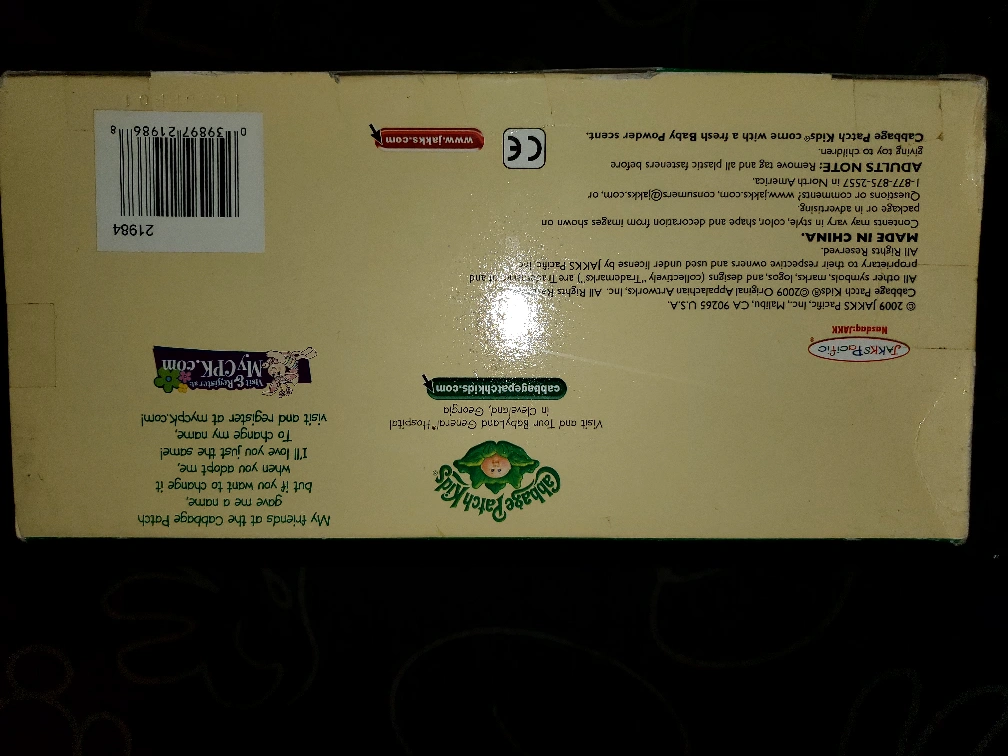 My friends at the Cabbage Patch
gave me a name,
but if you want to change it
when you adopt me,
I'll love you just the same!
To change my name,
visit and register at mycpk.com!
Visit & Register at
MyCPK.com
Cabbage Patch Kids®
Visit and Tour BabyLand General® Hospital
in Cleveland, Georgia
cabbagepatchkids.com
JAKKS Pacific®
Nasdaq: JAKK
© 2009 JAKKS Pacific, Inc., Malibu, CA 90265 U.S.A.
Cabbage Patch Kids® ©2009 Original Appalachian Artworks, Inc. All Rights
All other symbols, marks, logos, and designs (collectively "Trademarks") are and
proprietary to their respective owners and used under license by JAKKS Pacific
All Rights Reserved.
MADE IN CHINA.
Contents may vary in style, color, shape and decoration from images shown on
package or in advertising.
Questions or comments? www.jakks.com, consumers@jakks.com, or
1-877-875-2557 in North America.
ADULTS NOTE: Remove tag and all plastic fasteners before
giving toy to children.
Cabbage Patch Kids® come with a fresh Baby Powder scent.
CE
www.jakks.com
21984
0 39897 21986 8